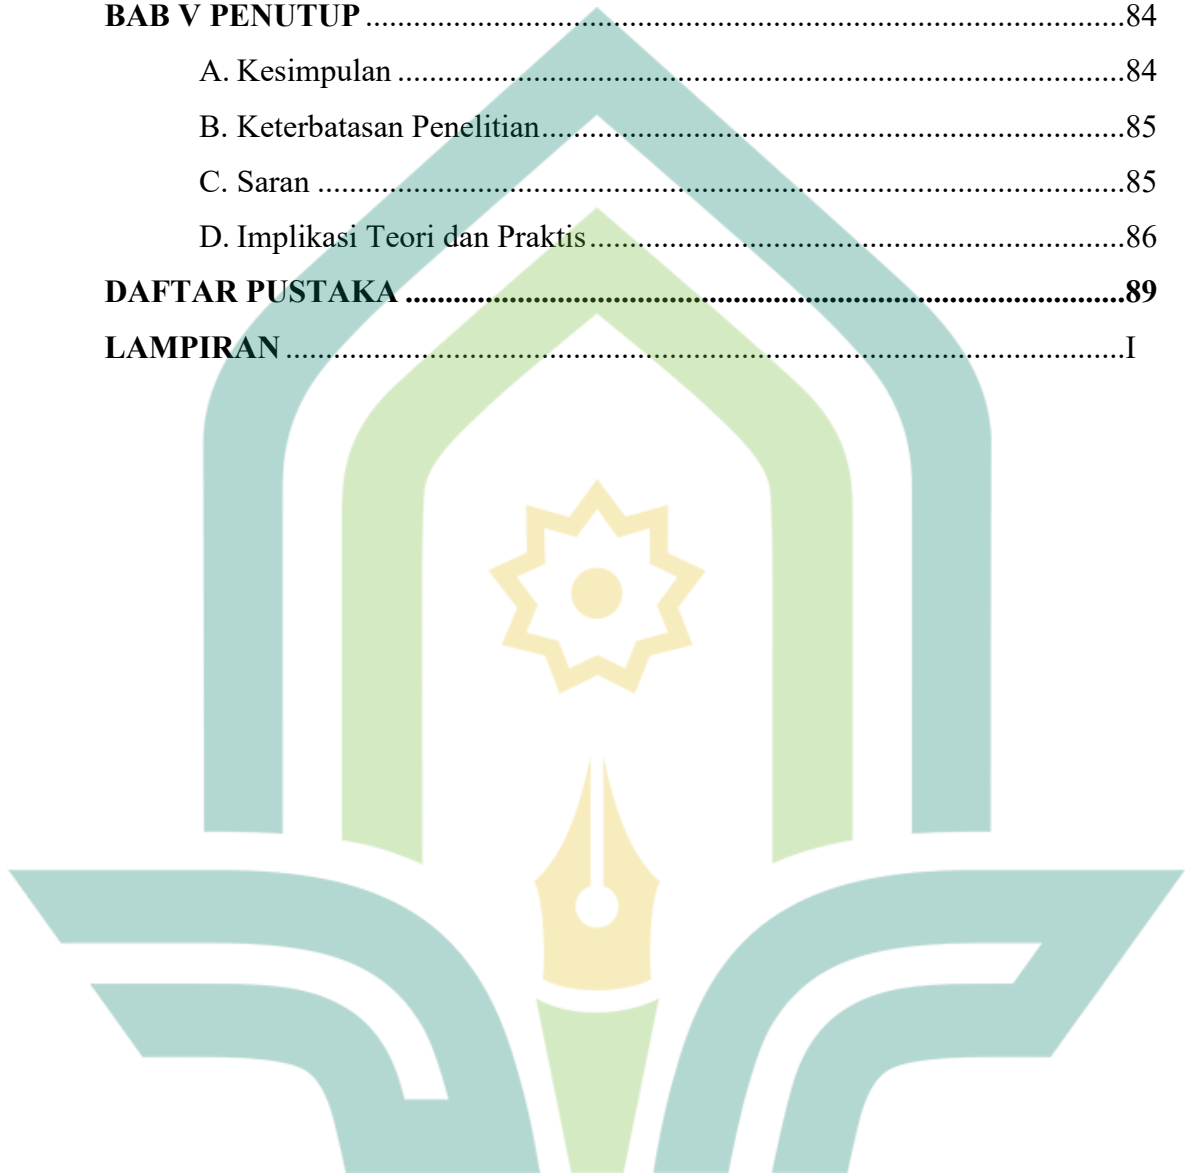 BAB V PENUTUP ........................................................................................84
A. Kesimpulan ....................................................................................84
B. Keterbatasan Penelitian....................................................................85
C. Saran ..............................................................................................85
D. Implikasi Teori dan Praktis..............................................................86
DAFTAR PUSTAKA ...................................................................................89
LAMPIRAN .................................................................................................I